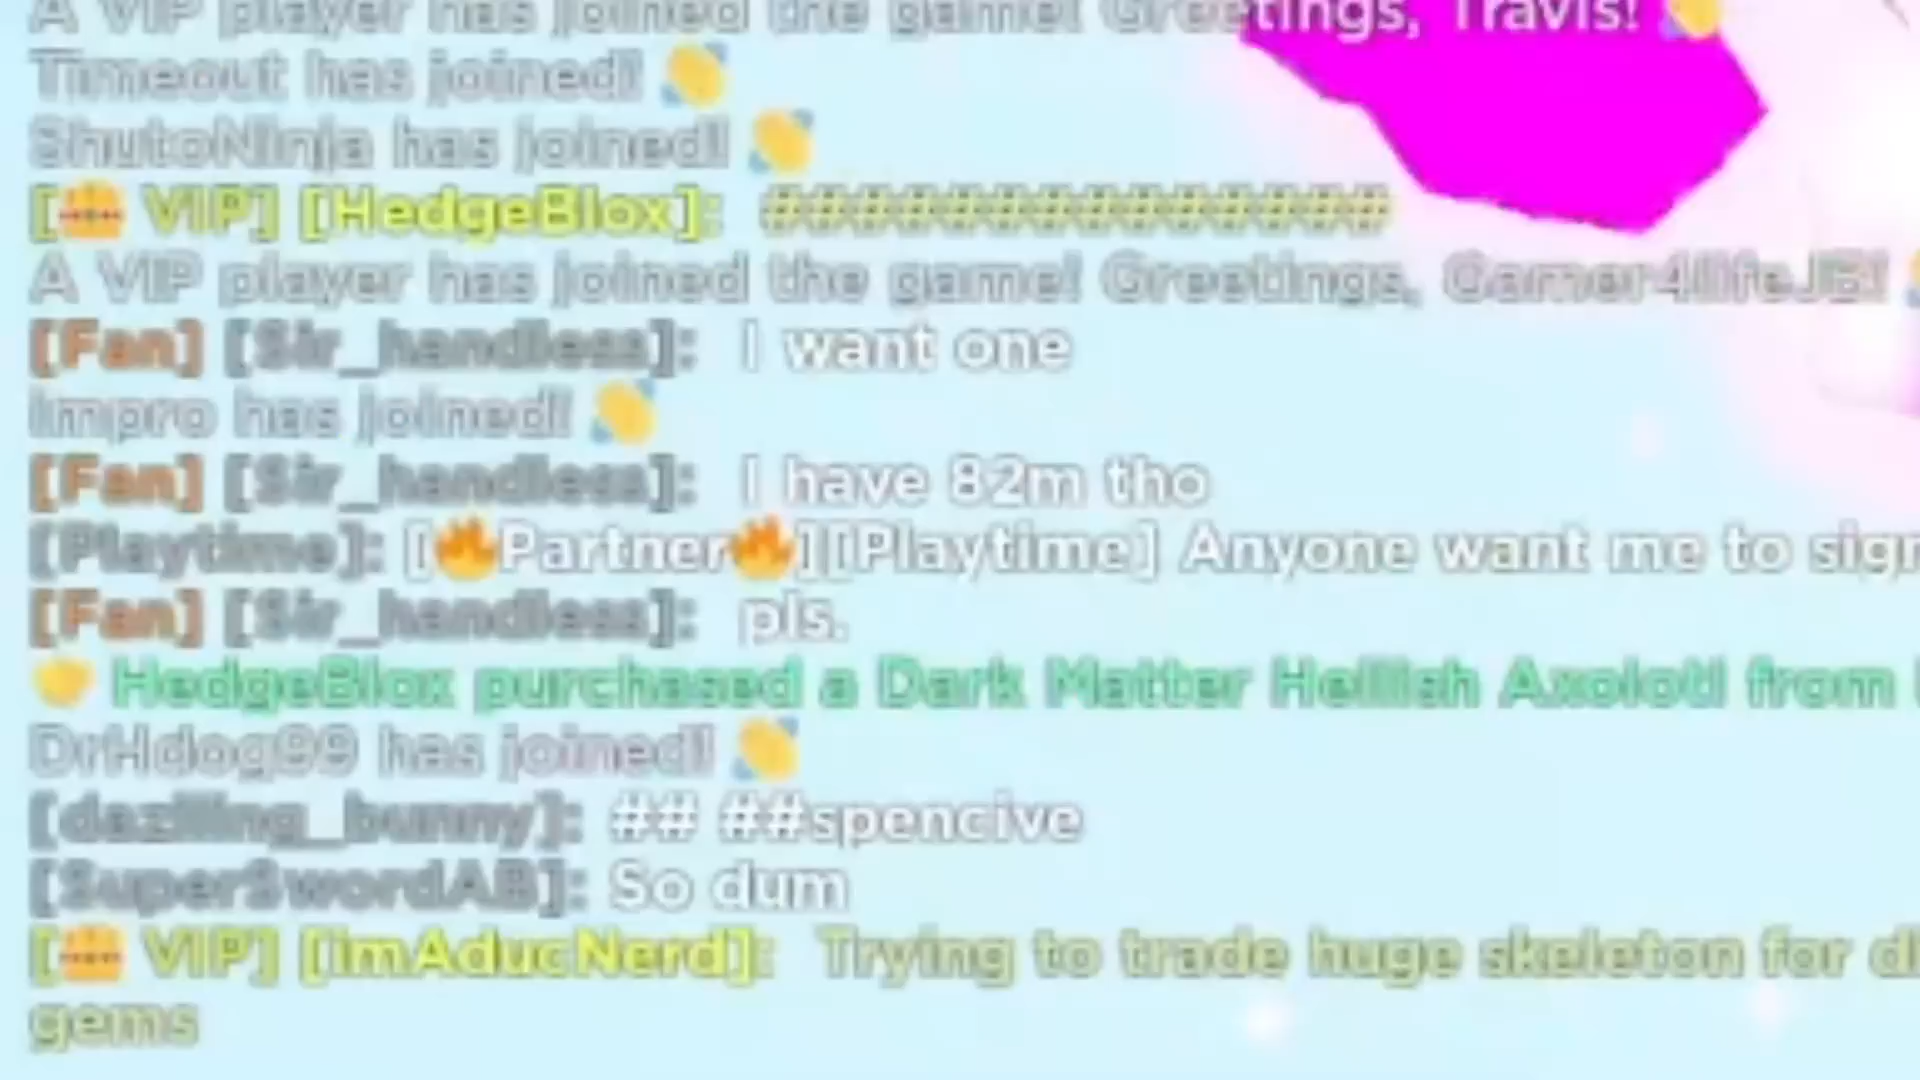 A VIP player has joined the game! Greetings, Travis! 👋
Timeout has joined! 👋
ShutoNinja has joined! 👋
[VIP] [HedgeBlox]: ##############
A VIP player has joined the game! Greetings, Gamer4lifeJB!
[Fan] [Sir_handless]: I want one
Impro has joined! 👋
[Fan] [Sir_handless]: I have 82m tho
[Playtime]: [🔥Partner🔥][Playtime] Anyone want me to sign
[Fan] [Sir_handless]: pls.
HedgeBlox purchased a Dark Matter Hellish Axolotl from
DrHdog99 has joined! 👋
[dazlling_bunny]: ## ##spencive
[SuperSwordAB]: So dum
[VIP] [ImAducNerd]: Trying to trade huge skeleton for
gems